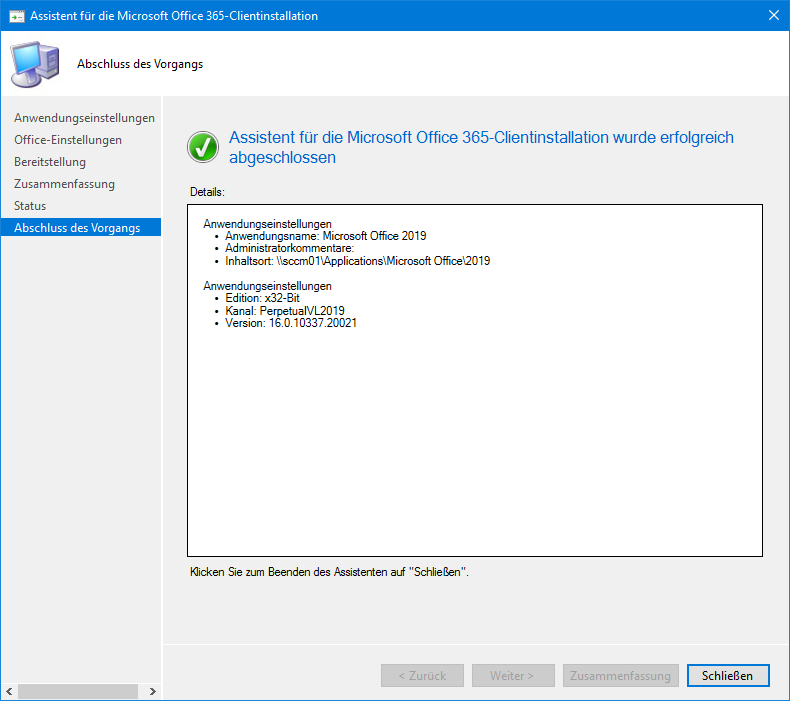 Assistent für die Microsoft Office 365-Clientinstallation
Abschluss des Vorgangs
Anwendungseinstellungen
Office-Einstellungen
Bereitstellung
Zusammenfassung
Status
Abschluss des Vorgangs
Assistent für die Microsoft Office 365-Clientinstallation wurde erfolgreich
abgeschlossen
Details:
Anwendungseinstellungen
• Anwendungsname: Microsoft Office 2019
• Administratorkommentare:
• Inhaltsort: \\sccm01\Applications\Microsoft Office\2019
Anwendungseinstellungen
• Edition: x32-Bit
• Kanal: PerpetualVL2019
• Version: 16.0.10337.20021
Klicken Sie zum Beenden des Assistenten auf "Schließen".
< Zurück
Weiter >
Zusammenfassung
Schließen